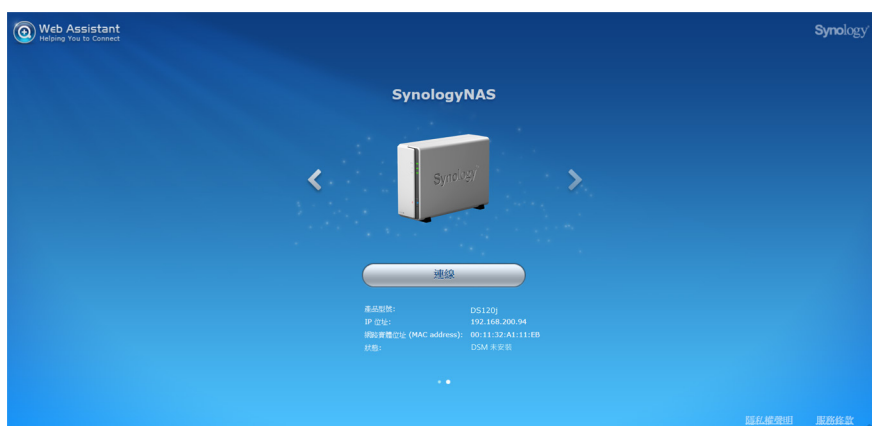 Web Assistant
Helping You to Connect
Synology
SynologyNAS
Synology
連線
產品型號: DS120j
IP 位址: 192.168.200.94
網路實體位址 (MAC address): 00:11:32:A1:11:EB
狀態: DSM 未安裝
隱私權聲明 服務條款